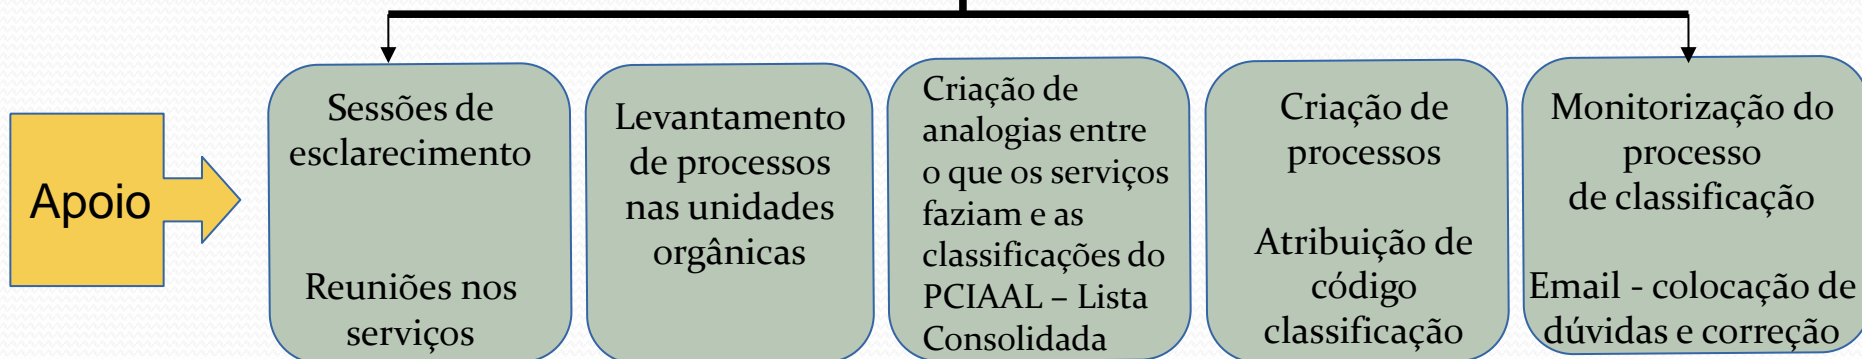 Apoio
Sessões de
esclarecimento
Reuniões nos
serviços
Levantamento
de processos
nas unidades
orgânicas
Criação de
analogias entre
o que os serviços
faziam e as
classificações do
PCIAAL – Lista
Consolidada
Criação de
processos
Atribuição de
código
classificação
Monitorização do
processo
de classificação
Email - colocação de
dúvidas e correção